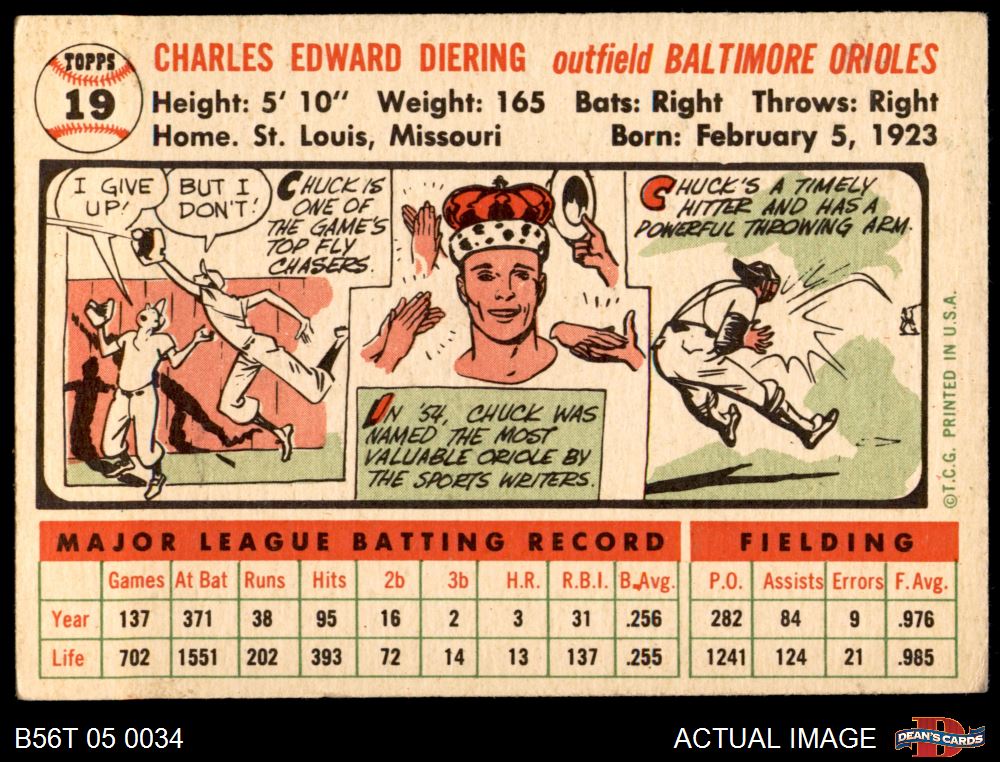 TOPPS
19
CHARLES EDWARD DIERING outfield BALTIMORE ORIOLES
Height: 5' 10" Weight: 165 Bats: Right Throws: Right
Home. St. Louis, Missouri Born: February 5, 1923
I GIVE
UP!
BUT I
DON'T!
CHUCK IS
ONE OF
THE GAME'S
TOP FLY
CHASERS.
IN '54, CHUCK WAS
NAMED THE MOST
VALUABLE ORIOLE BY
THE SPORTS WRITERS.
CHUCK'S A TIMELY
HITTER AND HAS A
POWERFUL THROWING ARM.
©T.C.G. PRINTED IN U.S.A.
MAJOR LEAGUE BATTING RECORD FIELDING
Games At Bat Runs Hits 2b 3b H.R. R.B.I. B.Avg. P.O. Assists Errors F.Avg.
Year 137 371 38 95 16 2 3 31 .256 282 84 9 .976
Life 702 1551 202 393 72 14 13 137 .255 1241 124 21 .985
B56T 05 0034 ACTUAL IMAGE
DEAN'S CARDS